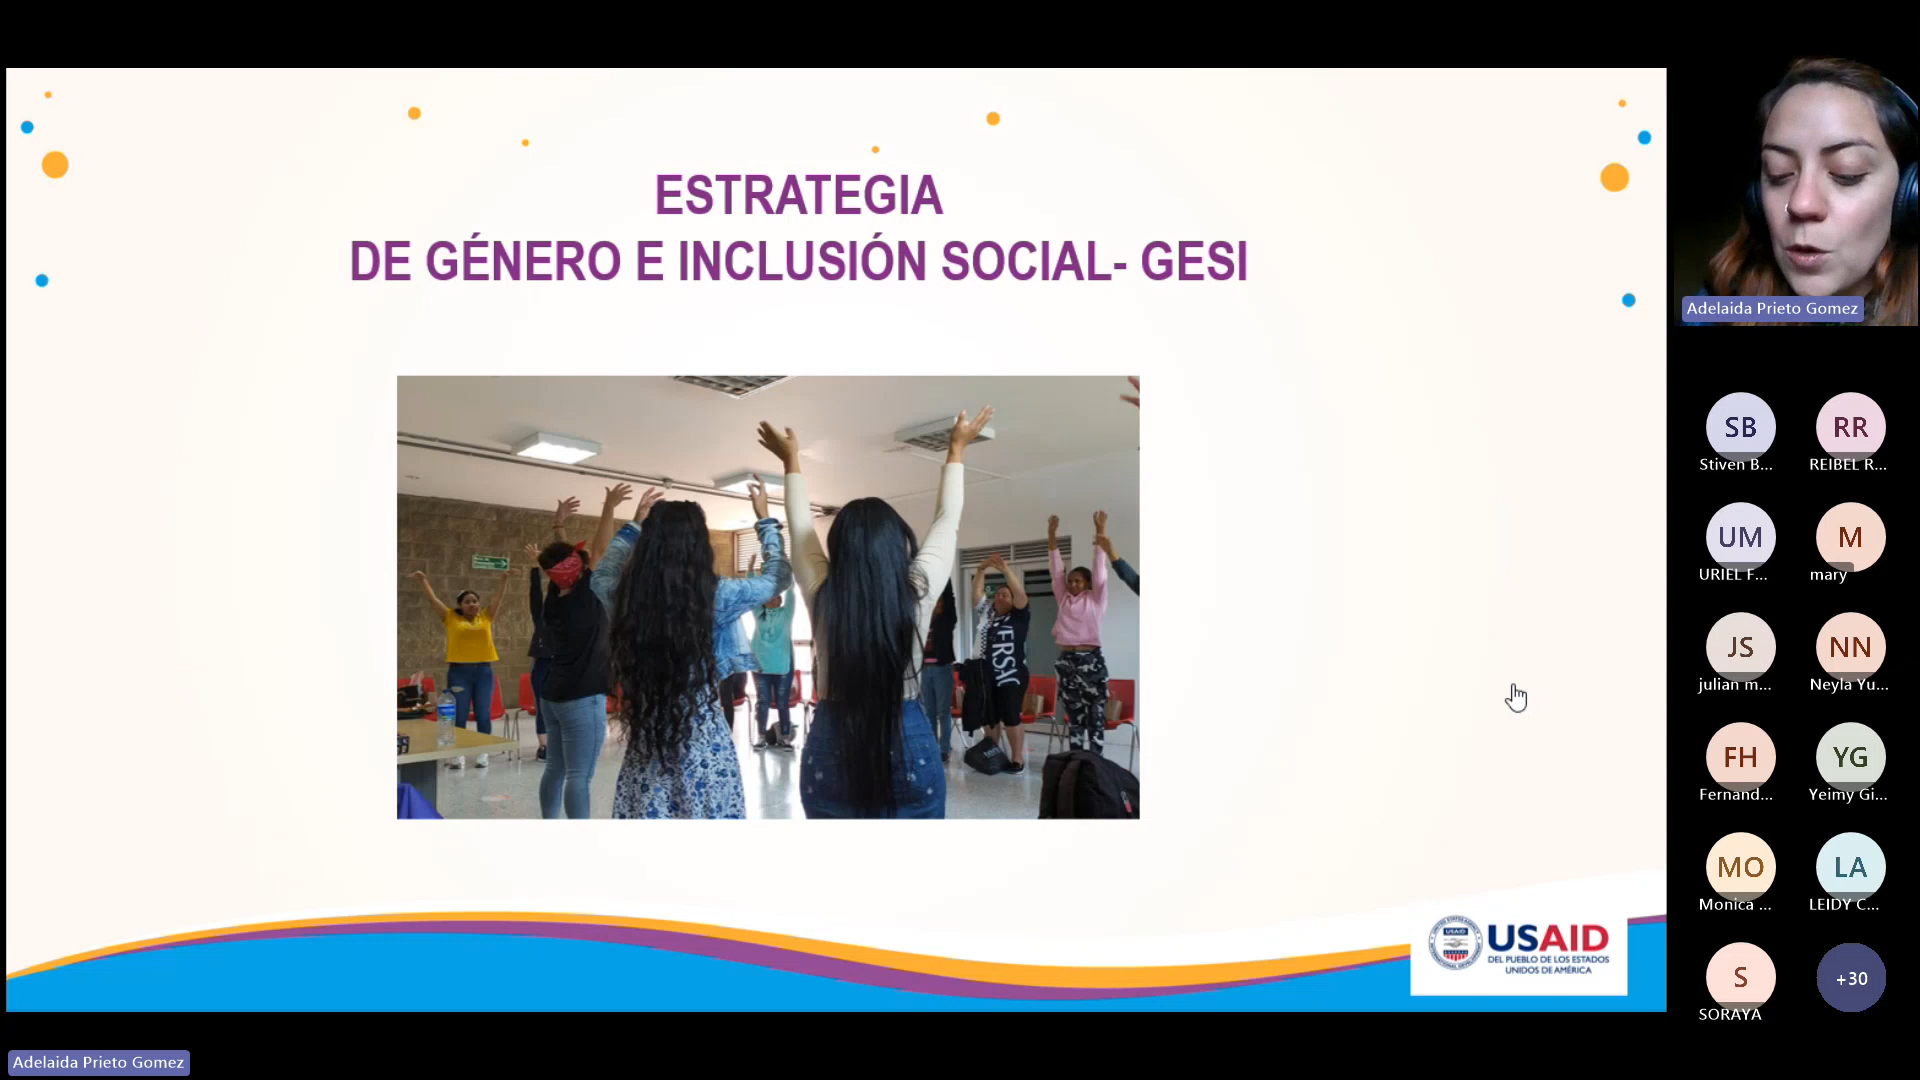 ESTRATEGIA
DE GÉNERO E INCLUSIÓN SOCIAL- GESI
VERSAC
USAID
USAID
DEL PUEBLO DE LOS ESTADOS
UNIDOS DE AMÉRICA
Adelaida Prieto Gomez
SB
Stiven B...
RR
REIBEL R...
UM
URIEL F...
M
mary
JS
julian m...
NN
Neyla Yu...
FH
Fernand...
YG
Yeimy Gi...
MO
Monica ...
LA
LEIDY C...
S
SORAYA
+30
Adelaida Prieto Gomez